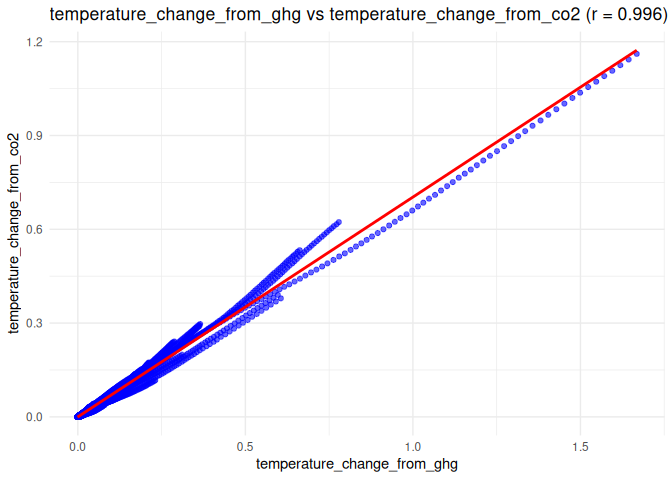 temperature_change_from_ghg vs temperature_change_from_co2 (r = 0.996)
1.2
0.9
0.6
0.3
0.0
temperature_change_from_co2
0.0 0.5 1.0 1.5
temperature_change_from_ghg